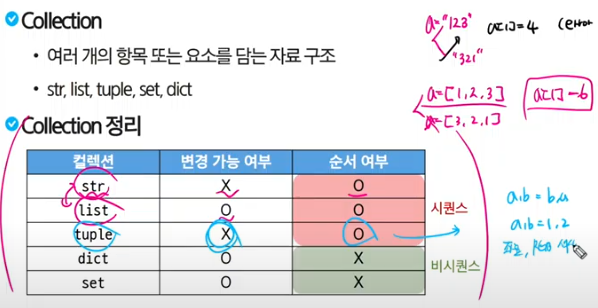 Collection
• 여러 개의 항목 또는 요소를 담는 자료 구조
• str, list, tuple, set, dict
Collection 정리
컬렉션 변경 가능 여부 순서 여부
str X O
list O O
tuple X O
dict O X
set O X
시퀀스
비시퀀스
a="123" a[1]=4 (error
"321"
a=[1,2,3] a[1]=6
a=[3,2,1]
a,b = b,a
a,b=1,2